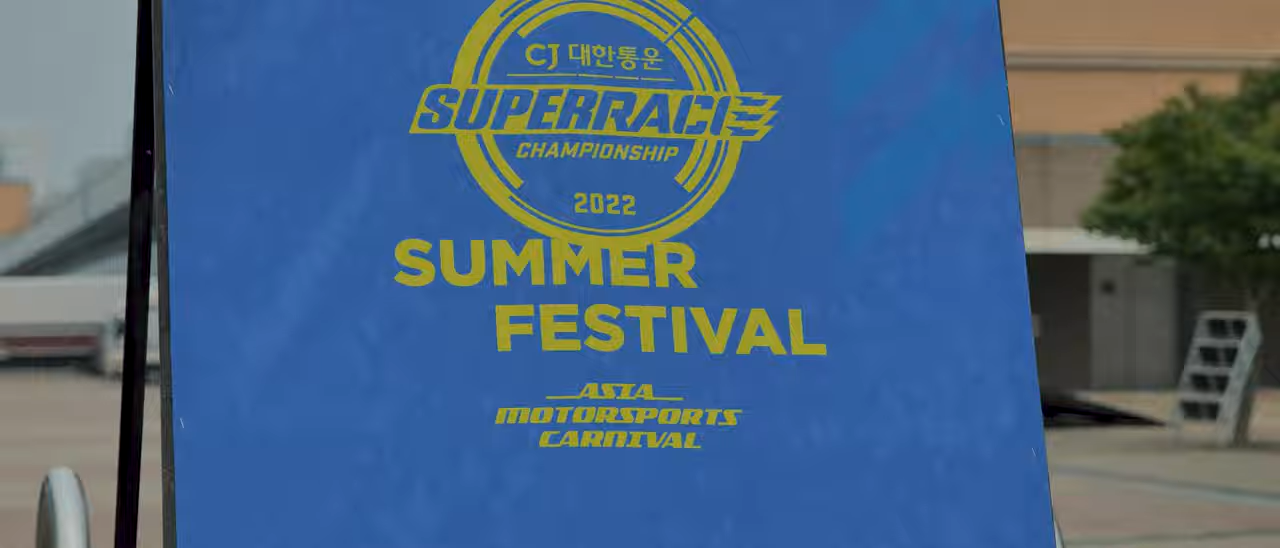 CJ 대한통운
SUPERRACE
CHAMPIONSHIP
2022
SUMMER
FESTIVAL
ASIA
MOTORSPORTS
CARNIVAL